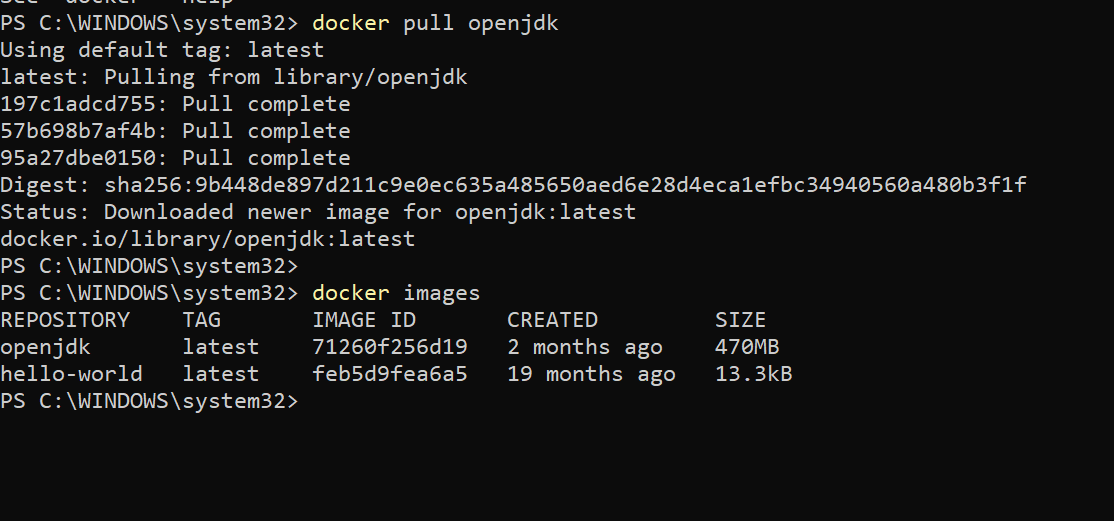 PS C:\WINDOWS\system32> docker pull openjdk
Using default tag: latest
latest: Pulling from library/openjdk
197c1adcd755: Pull complete
57b698b7af4b: Pull complete
95a27dbe0150: Pull complete
Digest: sha256:9b448de897d211c9e0ec635a485650aed6e28d4eca1efbc34940560a480b3f1f
Status: Downloaded newer image for openjdk:latest
docker.io/library/openjdk:latest
PS C:\WINDOWS\system32>
PS C:\WINDOWS\system32> docker images
REPOSITORY    TAG       IMAGE ID       CREATED         SIZE
openjdk       latest    71260f256d19   2 months ago    470MB
hello-world   latest    feb5d9fea6a5   19 months ago   13.3kB
PS C:\WINDOWS\system32>